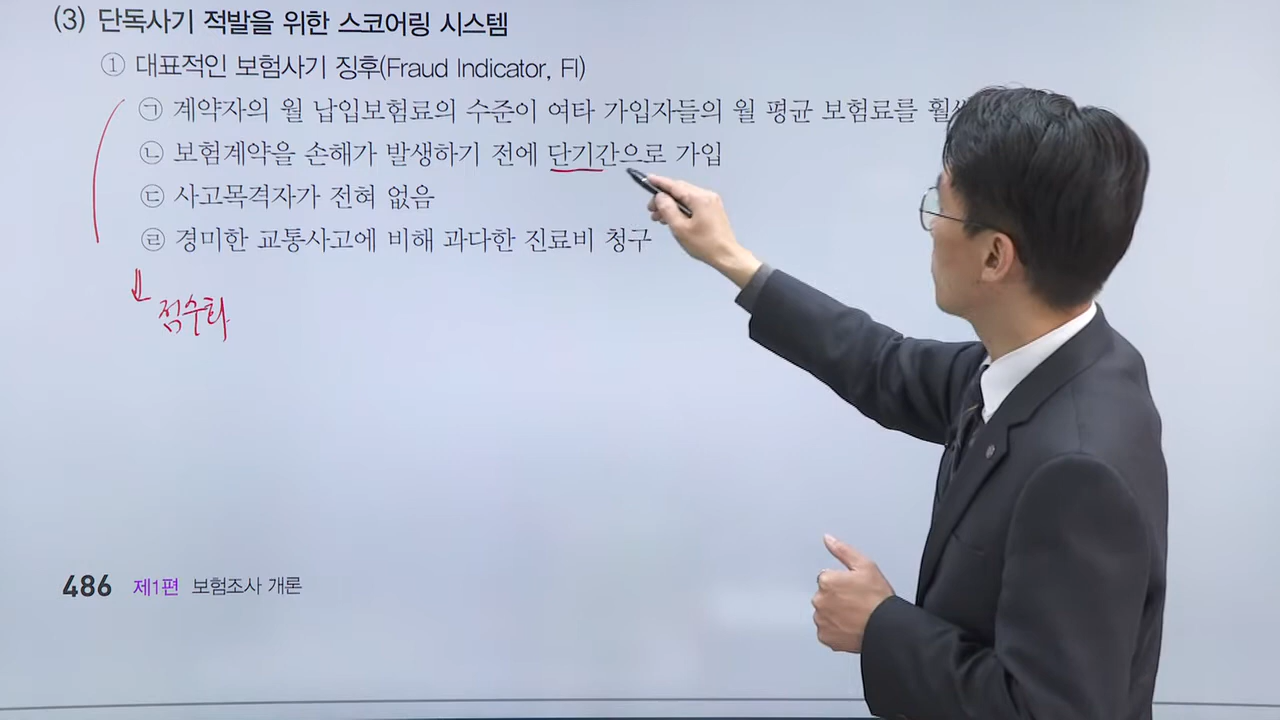 (3) 단독사기 적발을 위한 스코어링 시스템
① 대표적인 보험사기 징후(Fraud Indicator, FI)
㉠ 계약자의 월 납입보험료의 수준이 여타 가입자들의 월 평균 보험료를
㉡ 보험계약을 손해가 발생하기 전에 단기간으로 가입
㉢ 사고목격자가 전혀 없음
㉣ 경미한 교통사고에 비해 과다한 진료비 청구
점수화
486 제1편 보험조사 개론